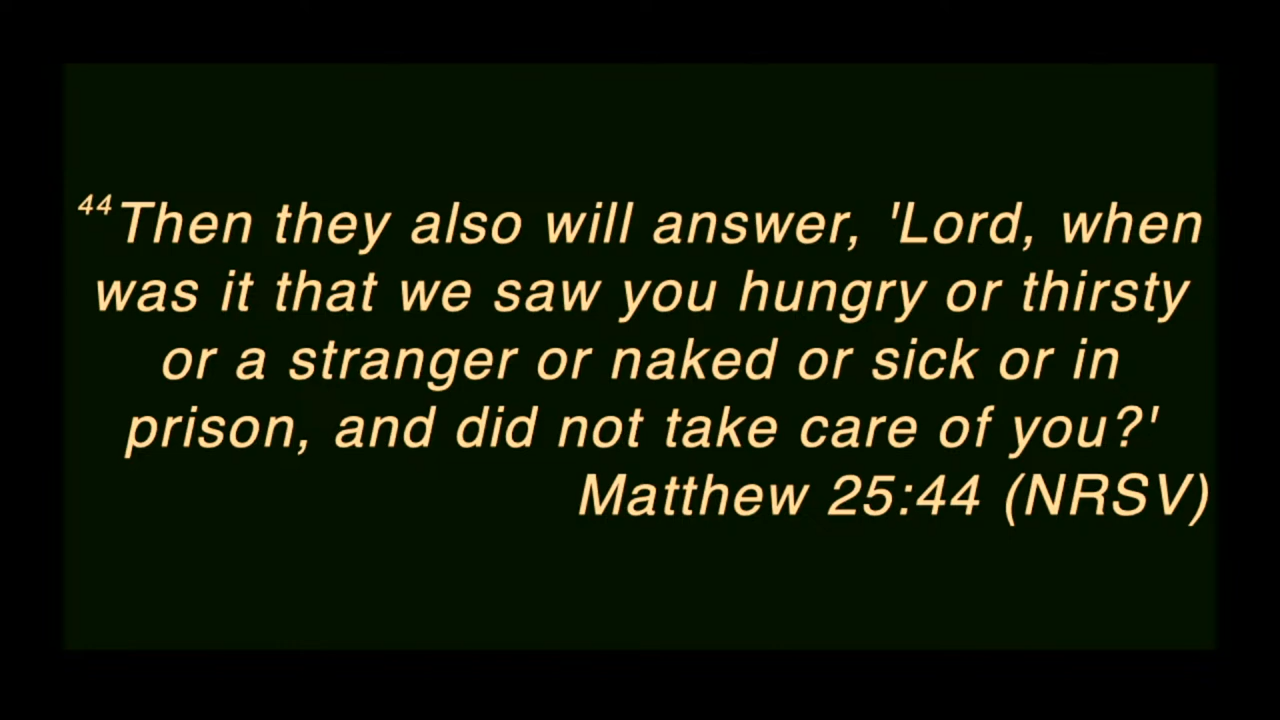 44Then they also will answer, 'Lord, when
was it that we saw you hungry or thirsty
or a stranger or naked or sick or in
prison, and did not take care of you?'
Matthew 25:44 (NRSV)